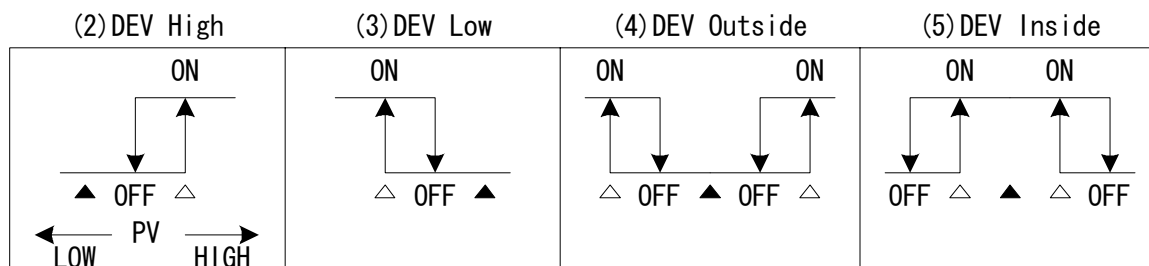 (2)DEV High (3)DEV Low (4)DEV Outside (5)DEV Inside
ON ON ON ON ON ON
▲ OFF △ △ OFF ▲ △ OFF ▲ OFF △ OFF △ ▲ △ OFF
PV
LOW HIGH